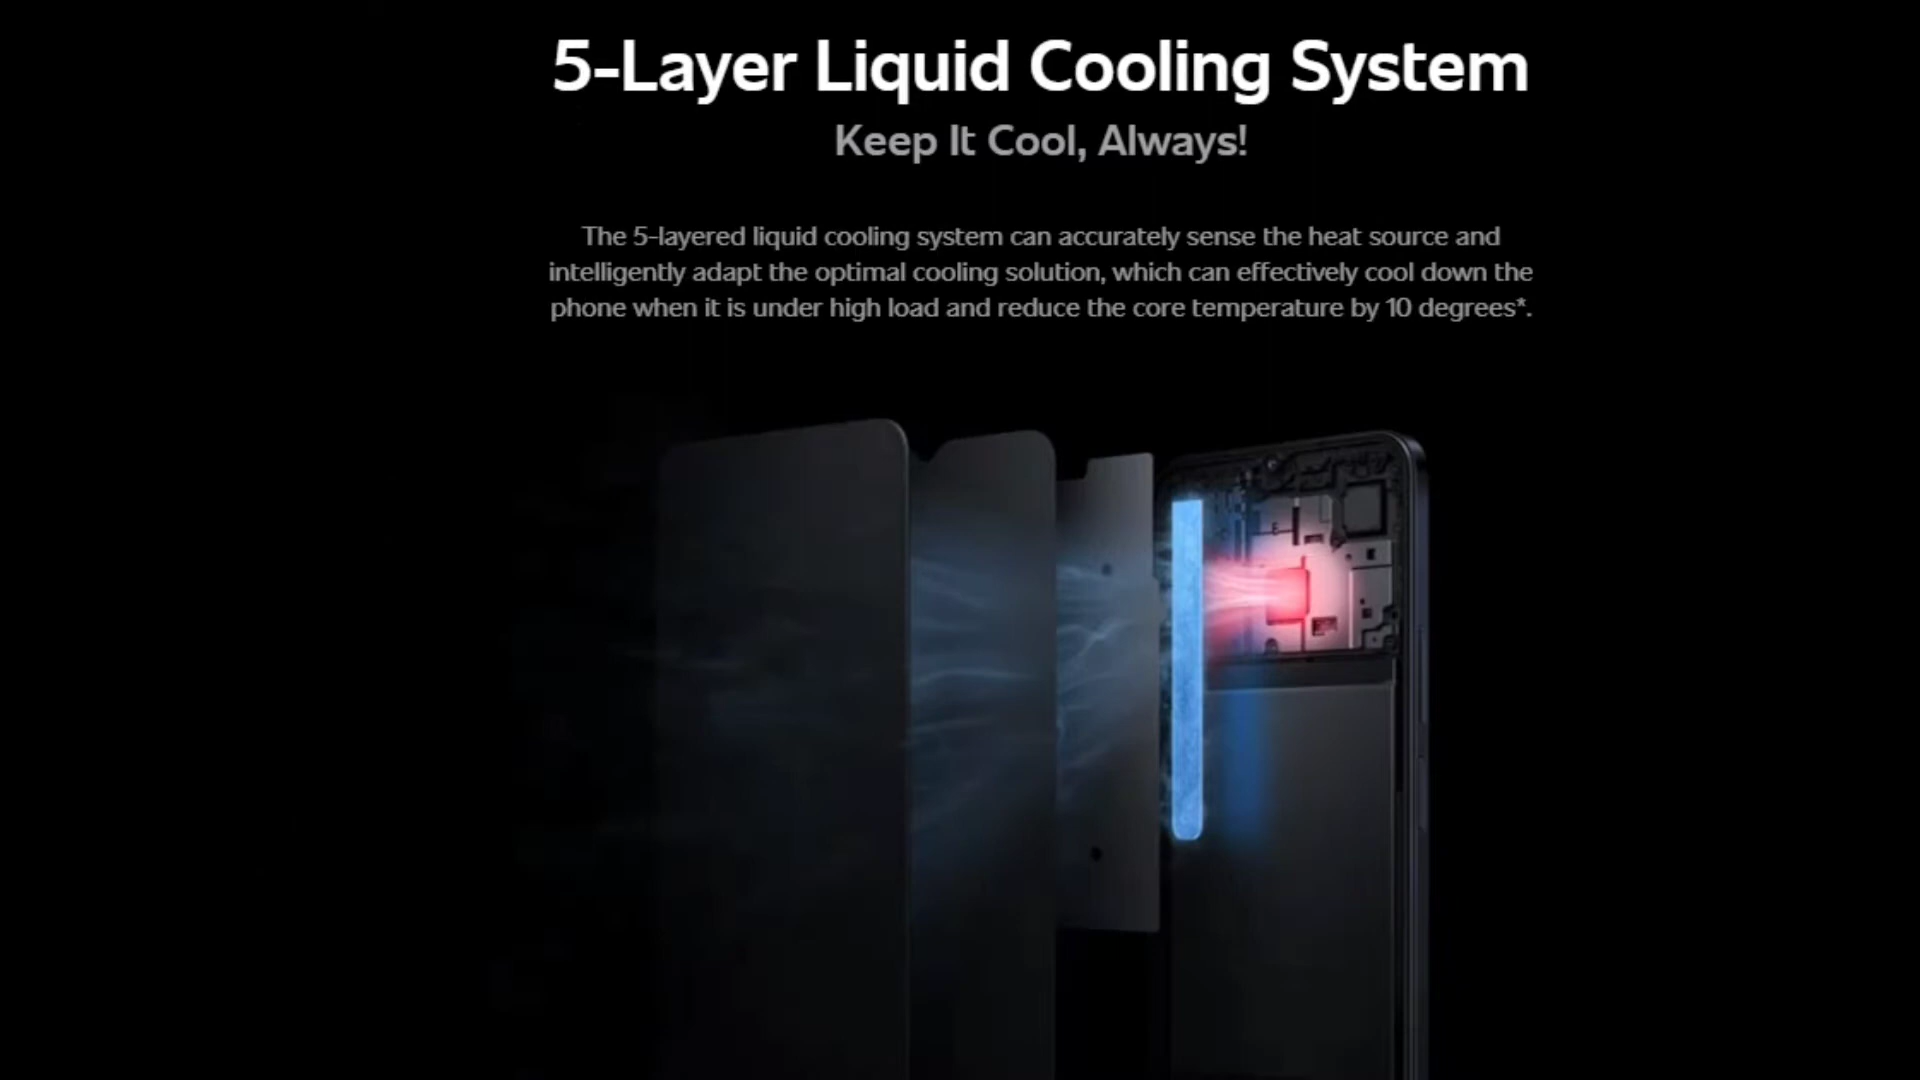 5-Layer Liquid Cooling System
Keep It Cool, Always!
The 5-layered liquid cooling system can accurately sense the heat source and
intelligently adapt the optimal cooling solution, which can effectively cool down the
phone when it is under high load and reduce the core temperature by 10 degrees*.